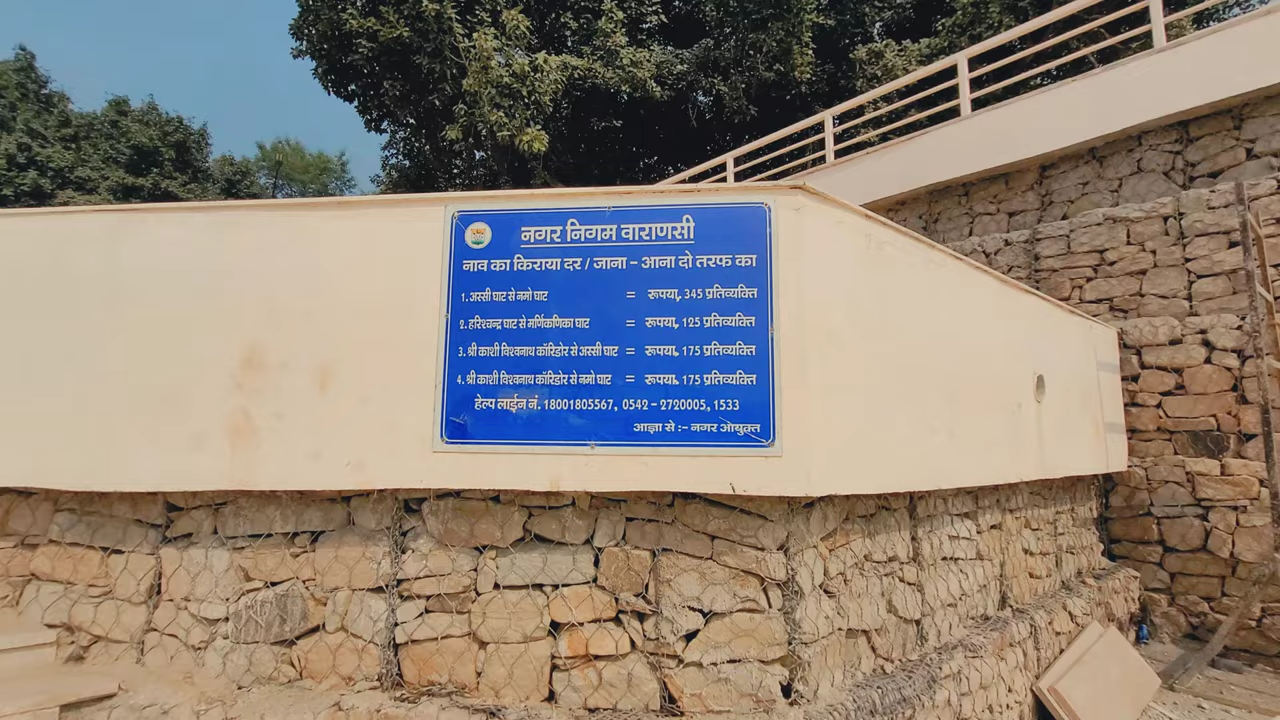 नगर निगम वाराणसी
नाव का किराया दर / जाना - आना दो तरफ का
1. अस्सी घाट से नमो घाट = रूपया, 345 प्रतिव्यक्ति
2. हरिश्चन्द्र घाट से मर्णिकणिका घाट = रूपया, 125 प्रतिव्यक्ति
3. श्री काशी विश्वनाथ कॉरिडोर से अस्सी घाट = रूपया, 175 प्रतिव्यक्ति
4. श्री काशी विश्वनाथ कॉरिडोर से नमो घाट = रूपया, 175 प्रतिव्यक्ति
हेल्प लाईन नं. 18001805567, 0542 - 2720005, 1533
आज्ञा से :- नगर आयुक्त